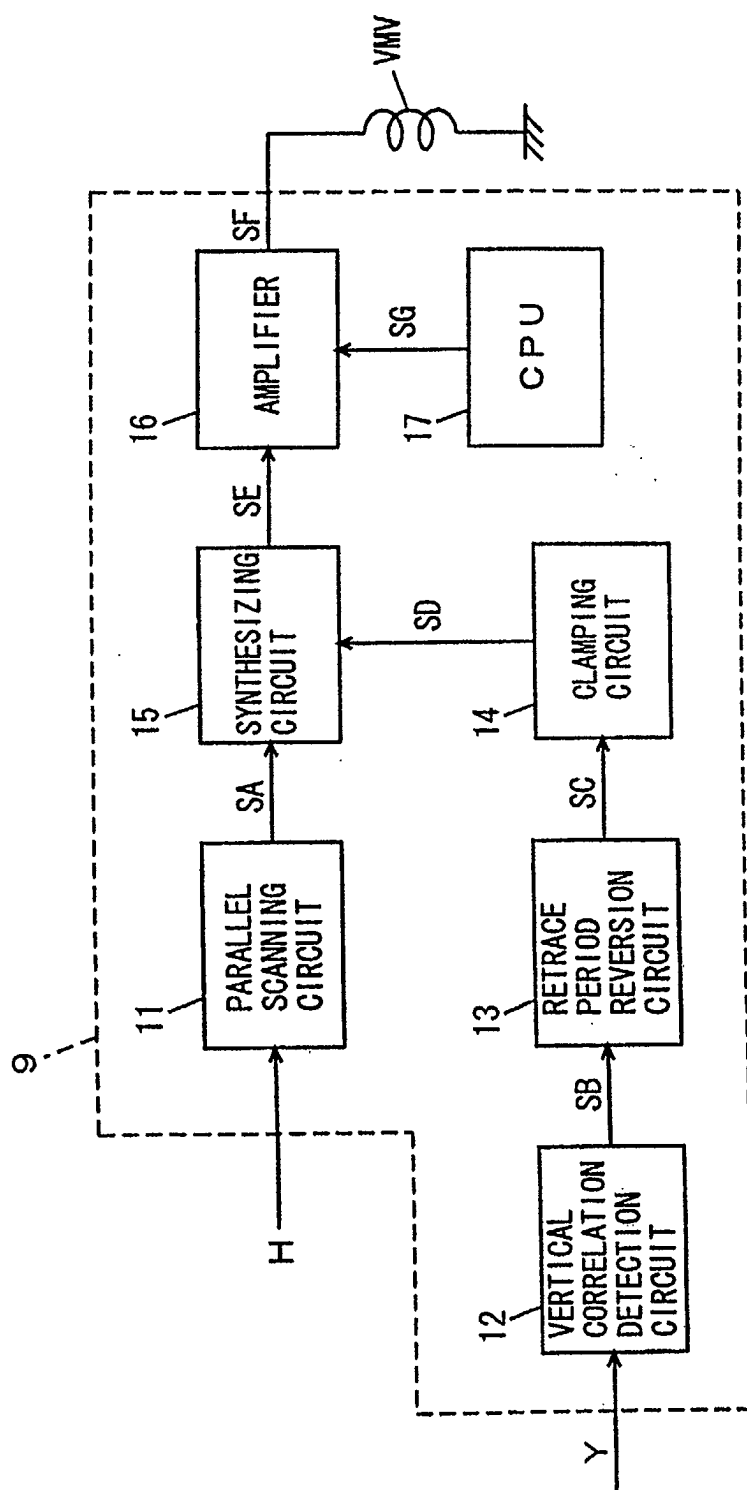 9
H
11
PARALLEL
SCANNING
CIRCUIT
SA
15
SYNTHESIZING
CIRCUIT
SE
16
AMPLIFIER
SF
VMV
SD
SG
17
CPU
Y
12
VERTICAL
CORRELATION
DETECTION
CIRCUIT
SB
13
RETRACE
PERIOD
REVERSION
CIRCUIT
SC
14
CLAMPING
CIRCUIT